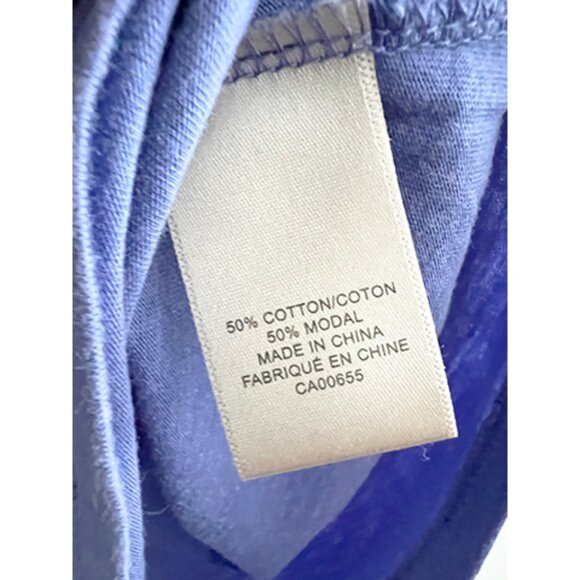 50% COTTON/COTON
50% MODAL
MADE IN CHINA
FABRIQUÉ EN CHINE
CA00655